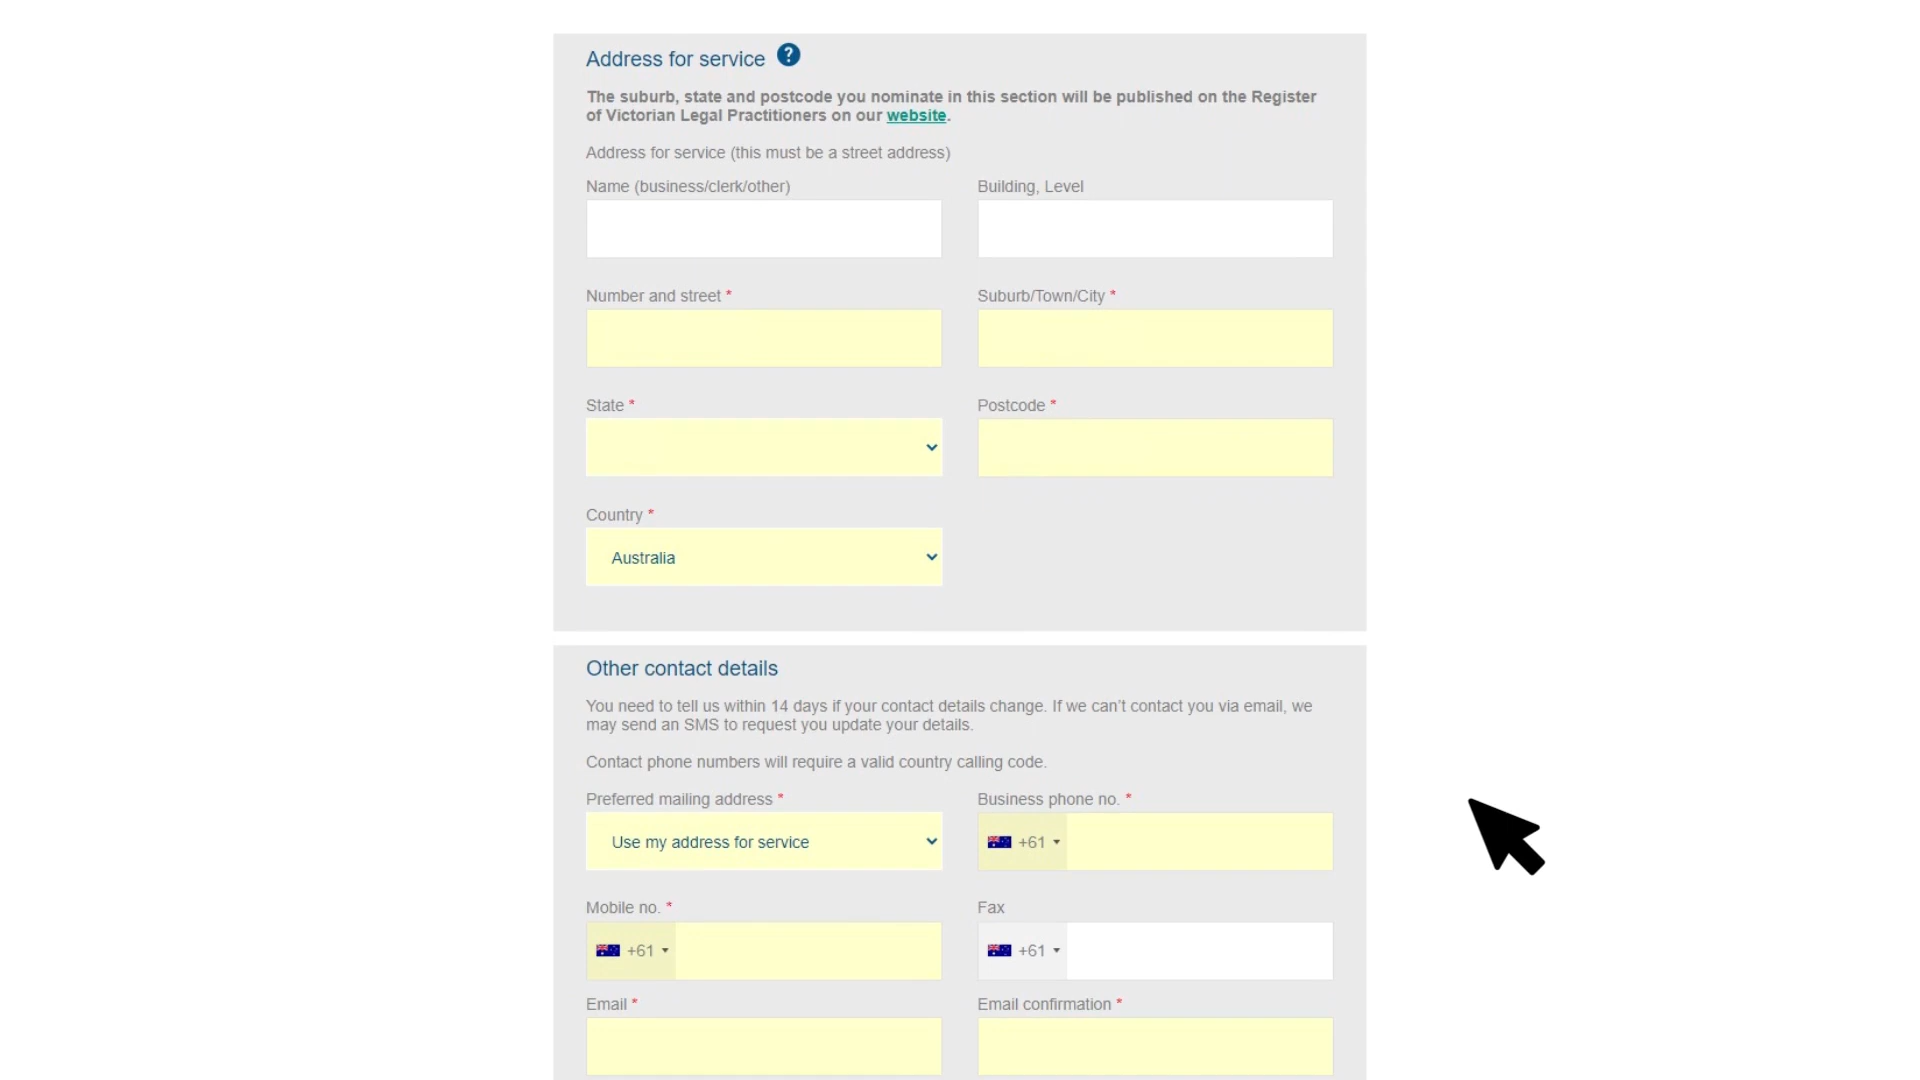 Address for service ?
The suburb, state and postcode you nominate in this section will be published on the Register
of Victorian Legal Practitioners on our website.
Address for service (this must be a street address)
Name (business/clerk/other) Building, Level
Number and street * Suburb/Town/City *
State * Postcode *
Country *
Australia
Other contact details
You need to tell us within 14 days if your contact details change. If we can’t contact you via email, we
may send an SMS to request you update your details.
Contact phone numbers will require a valid country calling code.
Preferred mailing address * Business phone no. *
Use my address for service +61
Mobile no. * Fax
+61 +61
Email * Email confirmation *